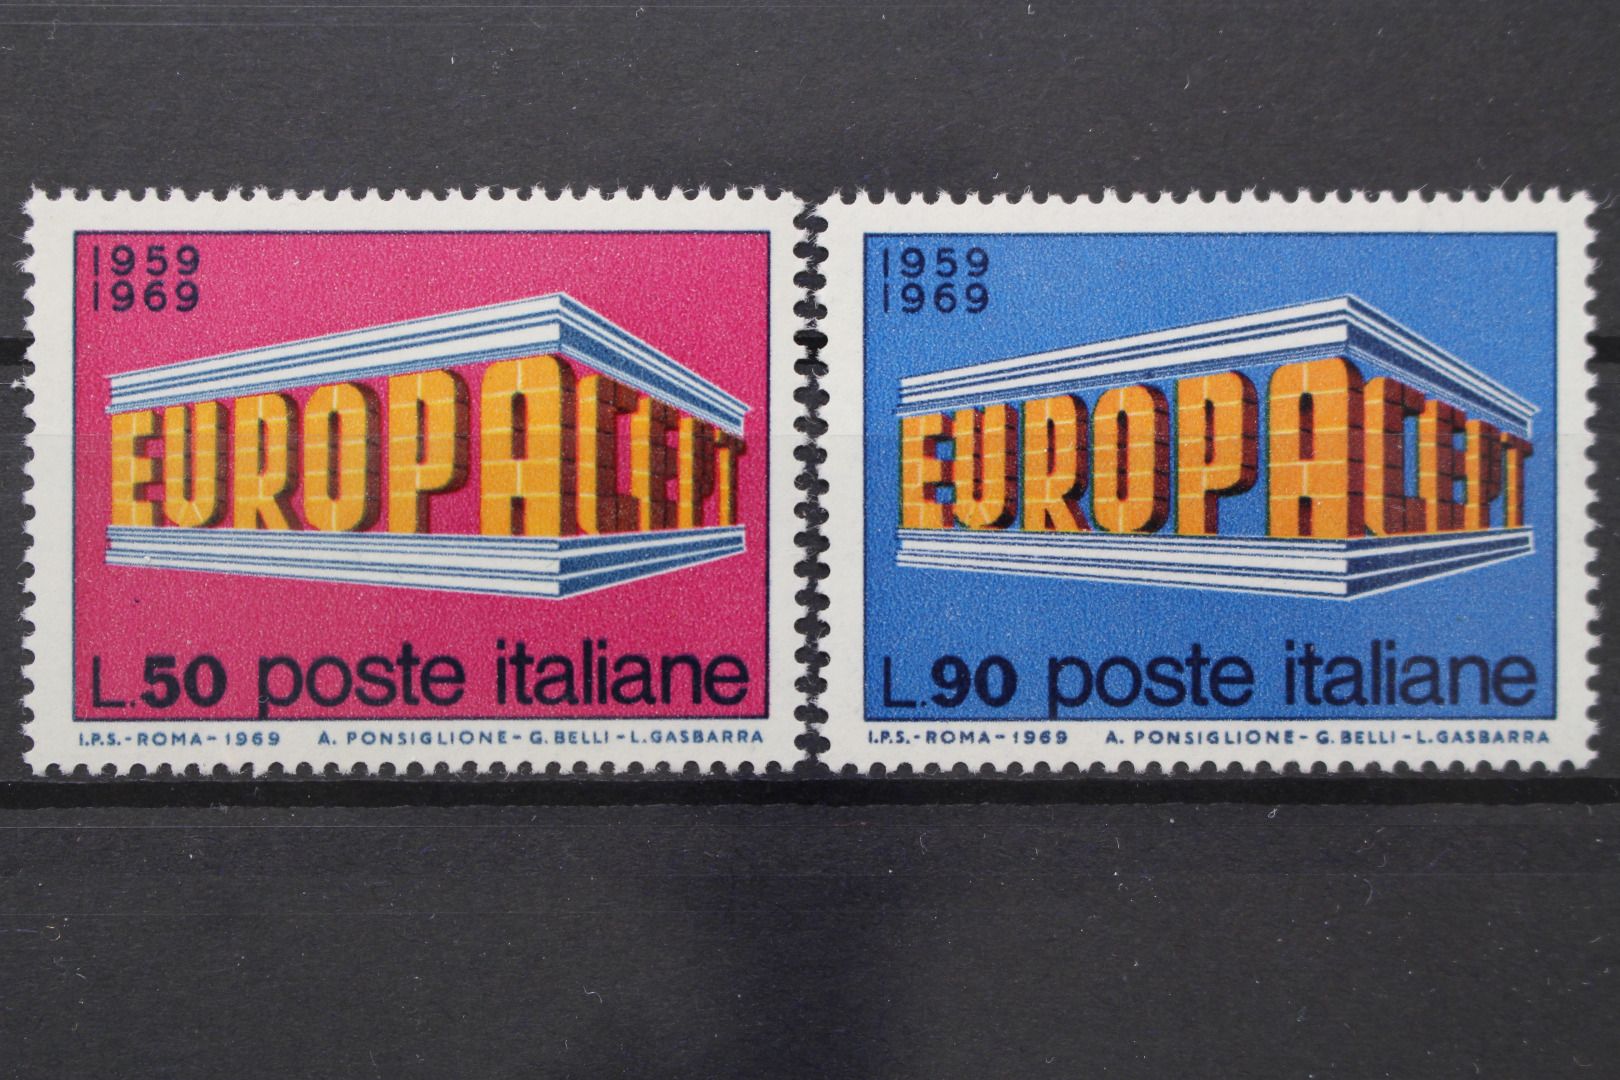 1959
1969
EUROPA CEPT
L.50 poste italiane
I.P.S.-ROMA-1969 A. PONSIGLIONE-G. BELLI-L.GASBARRA
1959
1969
EUROPA CEPT
L.90 poste italiane
I.P.S.-ROMA-1969 A. PONSIGLIONE-G. BELLI-L.GASBARRA